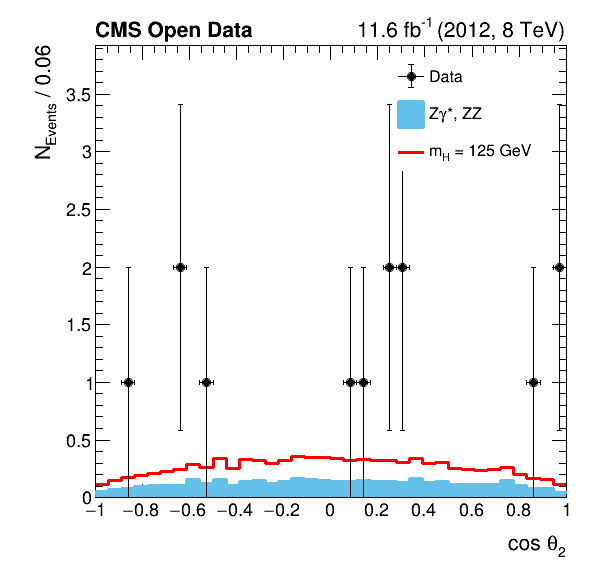 CMS Open Data 11.6 fb⁻¹ (2012, 8 TeV)
N_Events / 0.06
Data
Zγ*, ZZ
m_H = 125 GeV
3.5
3
2.5
2
1.5
1
0.5
0
−1 −0.8 −0.6 −0.4 −0.2 0 0.2 0.4 0.6 0.8 1
cos θ₂